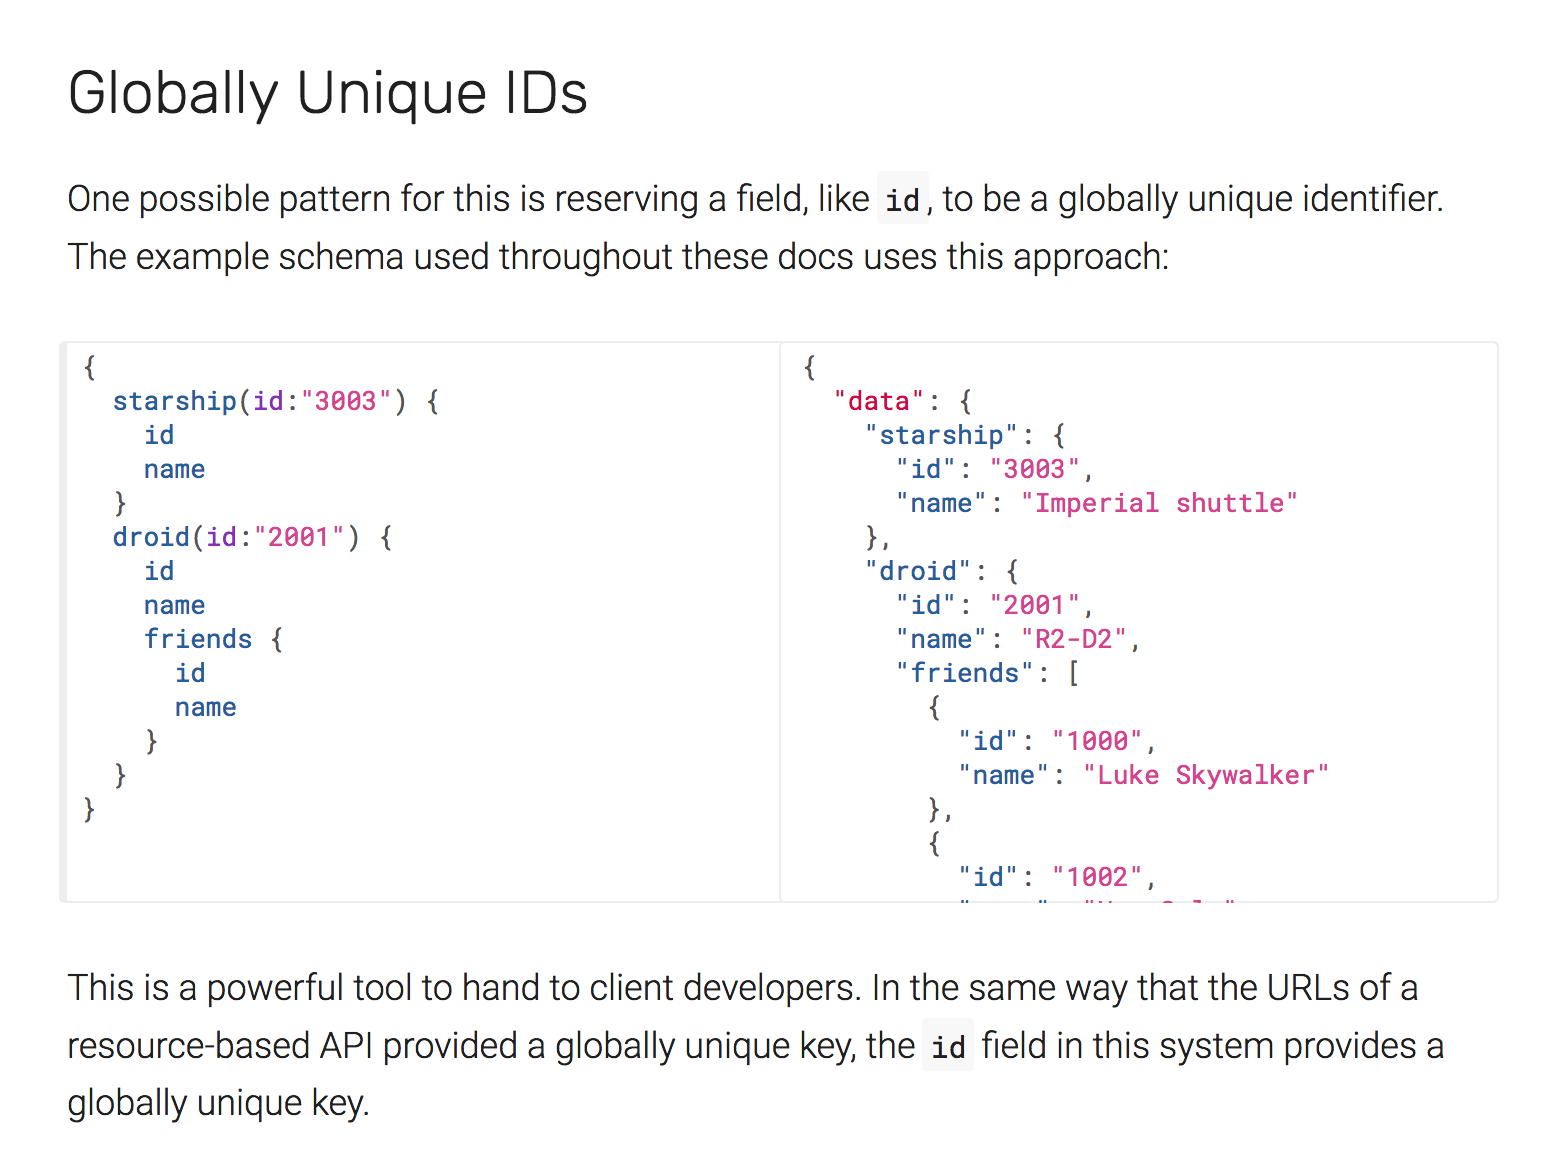 Globally Unique IDs
One possible pattern for this is reserving a field, like id, to be a globally unique identifier.
The example schema used throughout these docs uses this approach:
{
  starship(id:"3003") {
    id
    name
  }
  droid(id:"2001") {
    id
    name
    friends {
      id
      name
    }
  }
}
{
  "data": {
    "starship": {
      "id": "3003",
      "name": "Imperial shuttle"
    },
    "droid": {
      "id": "2001",
      "name": "R2-D2",
      "friends": [
        {
          "id": "1000",
          "name": "Luke Skywalker"
        },
        {
          "id": "1002",
This is a powerful tool to hand to client developers. In the same way that the URLs of a
resource-based API provided a globally unique key, the id field in this system provides a
globally unique key.